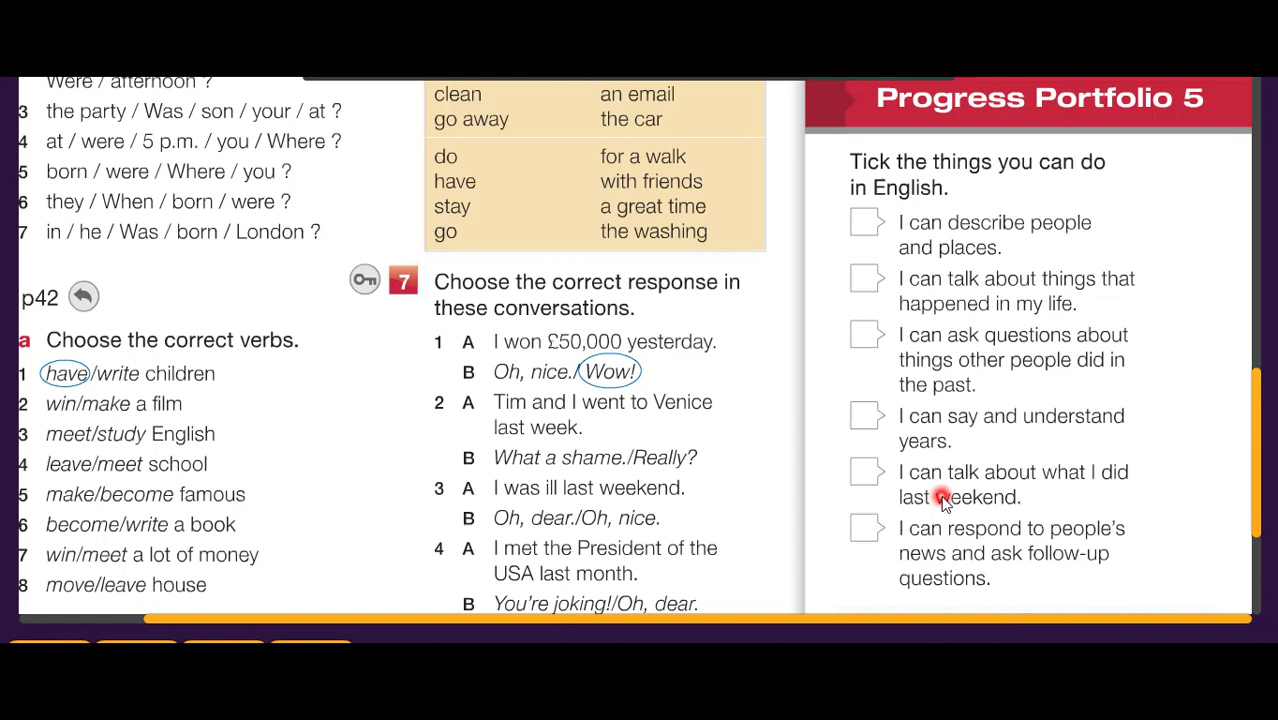 Were / afternoon ?
3 the party / Was / son / your / at ?
4 at / were / 5 p.m. / you / Where ?
5 born / were / Where / you ?
6 they / When / born / were ?
7 in / he / Was / born / London ?
p42
a Choose the correct verbs.
1 have/write children
2 win/make a film
3 meet/study English
4 leave/meet school
5 make/become famous
6 become/write a book
7 win/meet a lot of money
8 move/leave house
clean an email
go away the car
do for a walk
have with friends
stay a great time
go the washing
7 Choose the correct response in
these conversations.
1 A I won £50,000 yesterday.
B Oh, nice./Wow!
2 A Tim and I went to Venice
last week.
B What a shame./Really?
3 A I was ill last weekend.
B Oh, dear./Oh, nice.
4 A I met the President of the
USA last month.
B You're joking!/Oh, dear.
Progress Portfolio 5
Tick the things you can do
in English.
I can describe people
and places.
I can talk about things that
happened in my life.
I can ask questions about
things other people did in
the past.
I can say and understand
years.
I can talk about what I did
last weekend.
I can respond to people's
news and ask follow-up
questions.